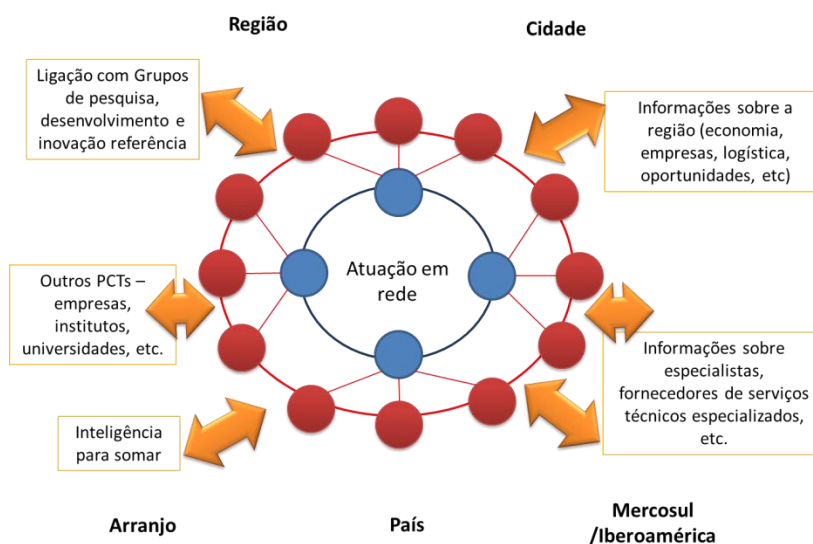 Região
Cidade
Ligação com Grupos
de pesquisa,
desenvolvimento e
inovação referência
Informações sobre a
região (economia,
empresas, logística,
oportunidades, etc)
Atuação em
rede
Outros PCTs –
empresas,
institutos,
universidades, etc.
Informações sobre
especialistas,
fornecedores de serviços
técnicos especializados,
etc.
Inteligência
para somar
Arranjo
País
Mercosul
/Iberoamérica